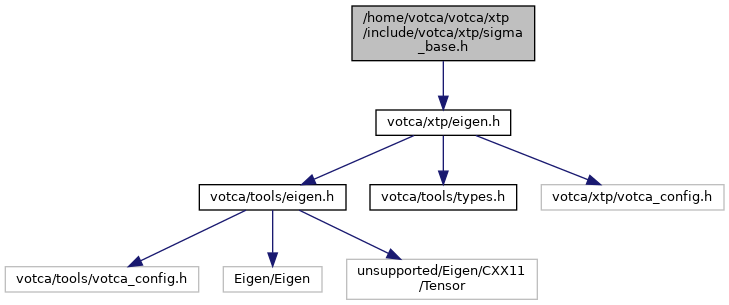 /home/votca/votca/xtp
/include/votca/xtp/sigma
_base.h
votca/xtp/eigen.h
votca/tools/eigen.h
votca/tools/types.h
votca/xtp/votca_config.h
votca/tools/votca_config.h
Eigen/Eigen
unsupported/Eigen/CXX11
/Tensor